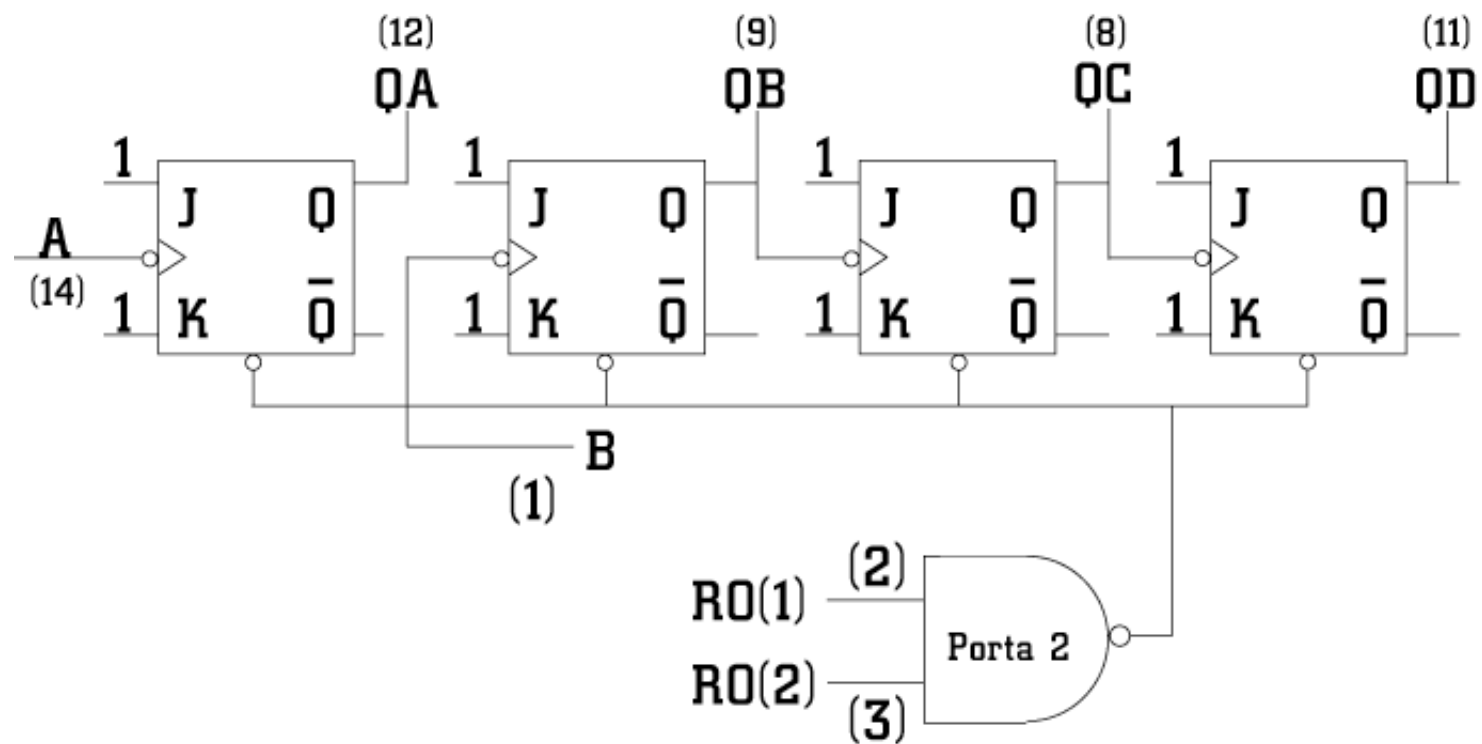 (12) (9) (8) (11)
QA QB QC QD
1 1 1 1
J Q J Q J Q J Q
A
(14)
1 K Q̅ 1 K Q̅ 1 K Q̅ 1 K Q̅
B
(1)
(2)
RO(1)
Porta 2
RO(2)
(3)